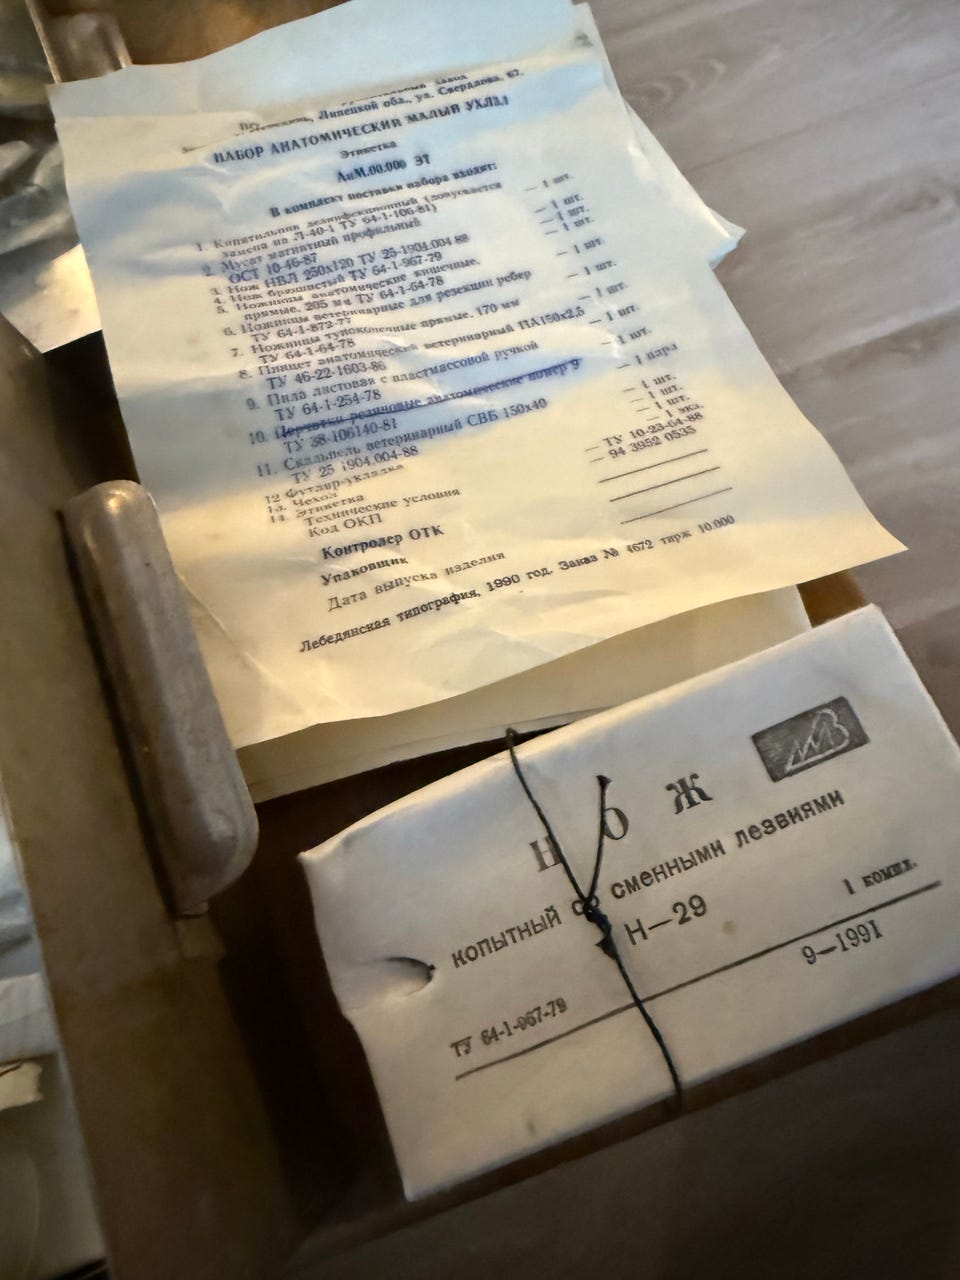 Липецкой обл., ул. Свердлова, 67.
НАБОР АНАТОМИЧЕСКИЙ МАЛЫЙ УХЛ3.1
Этикетка
АнМ.00.000 ЭТ
В комплект поставки набора входят:
1. Кипятильник дезинфекционный (допускается — 1 шт.
замена на Л-40-1 ТУ 64-1-106-81)
2. Мусат магнитный профильный — 1 шт.
ОСТ 10-46-87
3. Нож НВЛ 250х120 ТУ 25-1904.004 88 — 1 шт.
4. Нож брюшистый ТУ 64-1-967-79 — 1 шт.
5. Ножницы анатомические кишечные,
прямые, 205 мм ТУ 64-1-64-78 — 1 шт.
6. Ножницы ветеринарные для резекции ребер
ТУ 64-1-872-77 — 1 шт.
7. Ножницы тупоконечные прямые, 170 мм
ТУ 64-1-64-78 — 1 шт.
8. Пинцет анатомический ветеринарный ПА150х2,5
ТУ 46-22-1603-86 — 1 шт.
9. Пила листовая с пластмассовой ручкой
ТУ 64-1-254-78 — 1 шт.
10. Перчатки резиновые анатомические номер 9
ТУ 38-106140-81 — 1 пара
11. Скальпель ветеринарный СВБ 150х40
ТУ 25 1904.004-88 — 1 шт.
12 Футляр-укладка — 1 шт.
13. Чехол — 1 шт.
14. Этикетка — 1 экз.
Технические условия — ТУ 10-23-64-88
Код ОКП — 94 3952 0535
Контролер ОТК
Упаковщик
Дата выпуска изделия
Лебедянская типография, 1990 год. Заказ № 4672 тирж 10.000
НОЖ
копытный со сменными лезвиями
Н—29
1 компл.
ТУ 64-1-967-79
9—1991